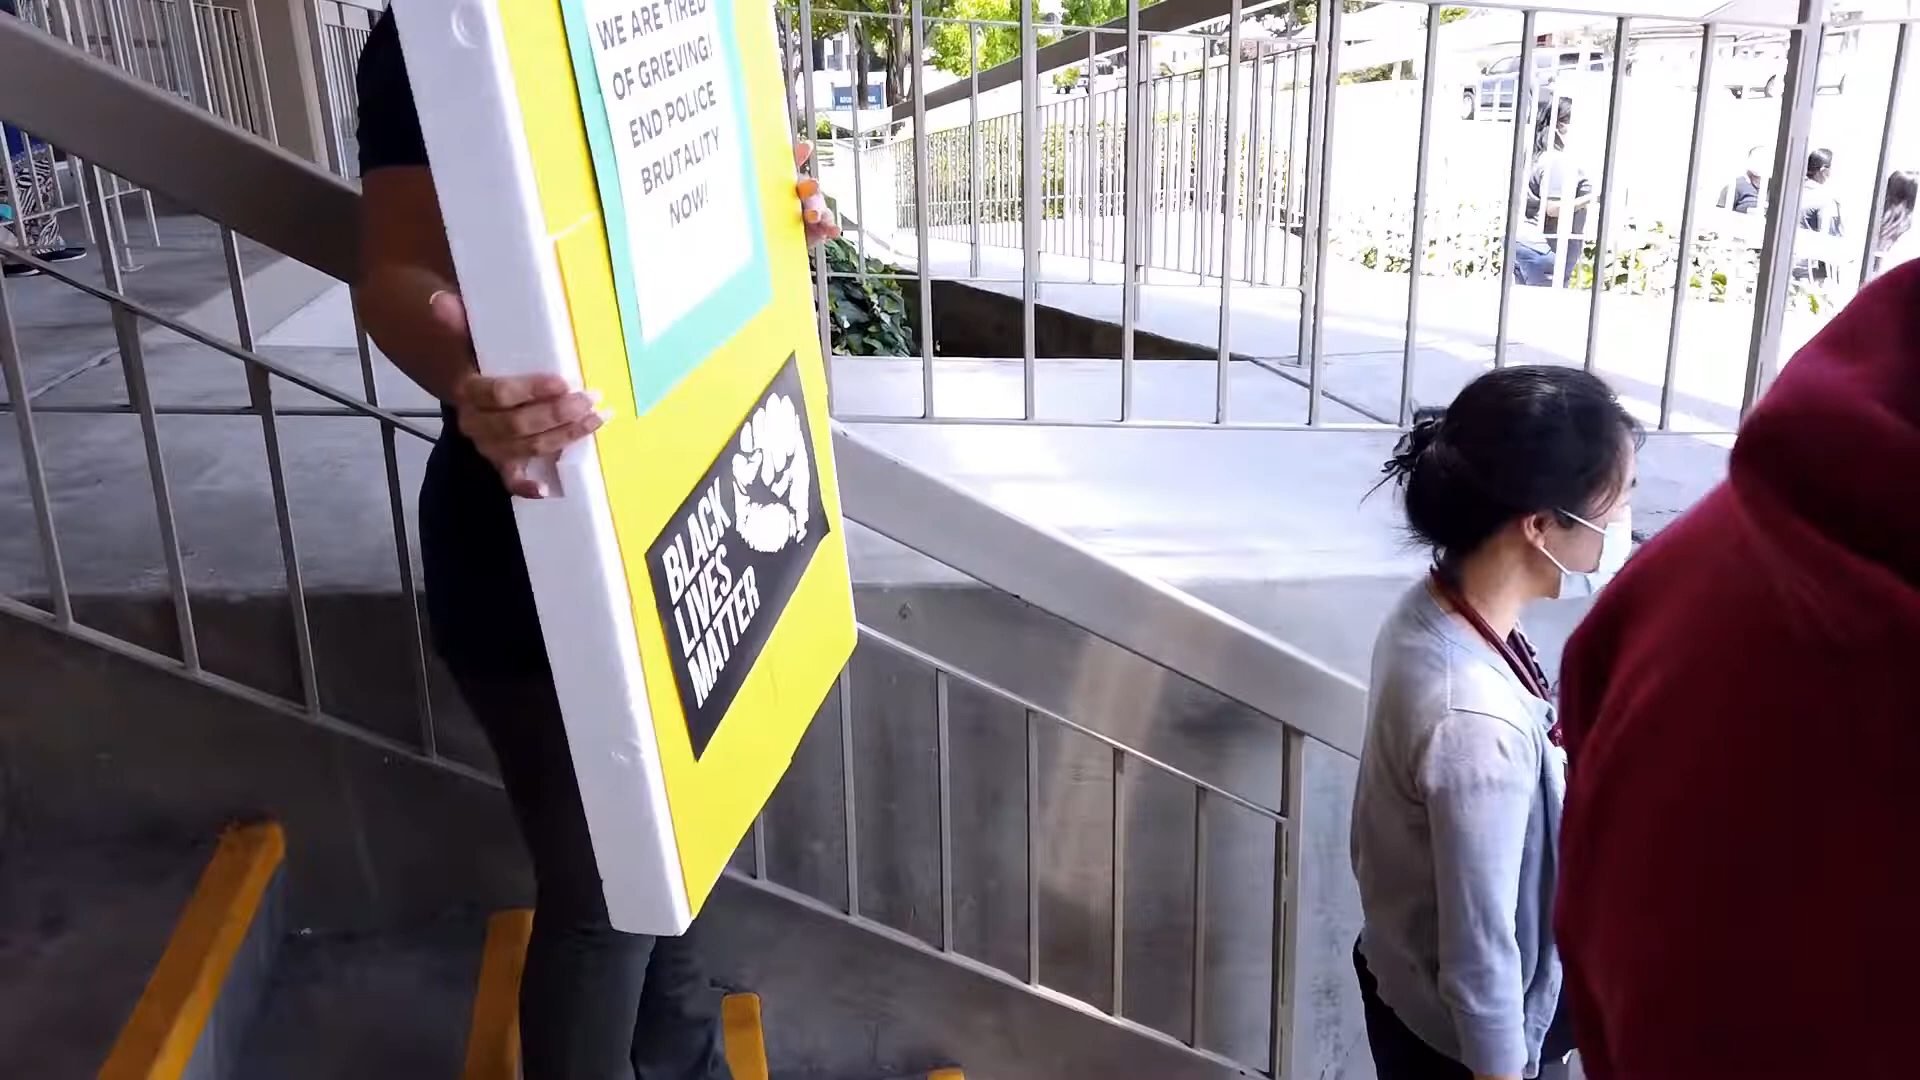 WE ARE TIRED
OF GRIEVING!
END POLICE
BRUTALITY
NOW!
BLACK
LIVES
MATTER